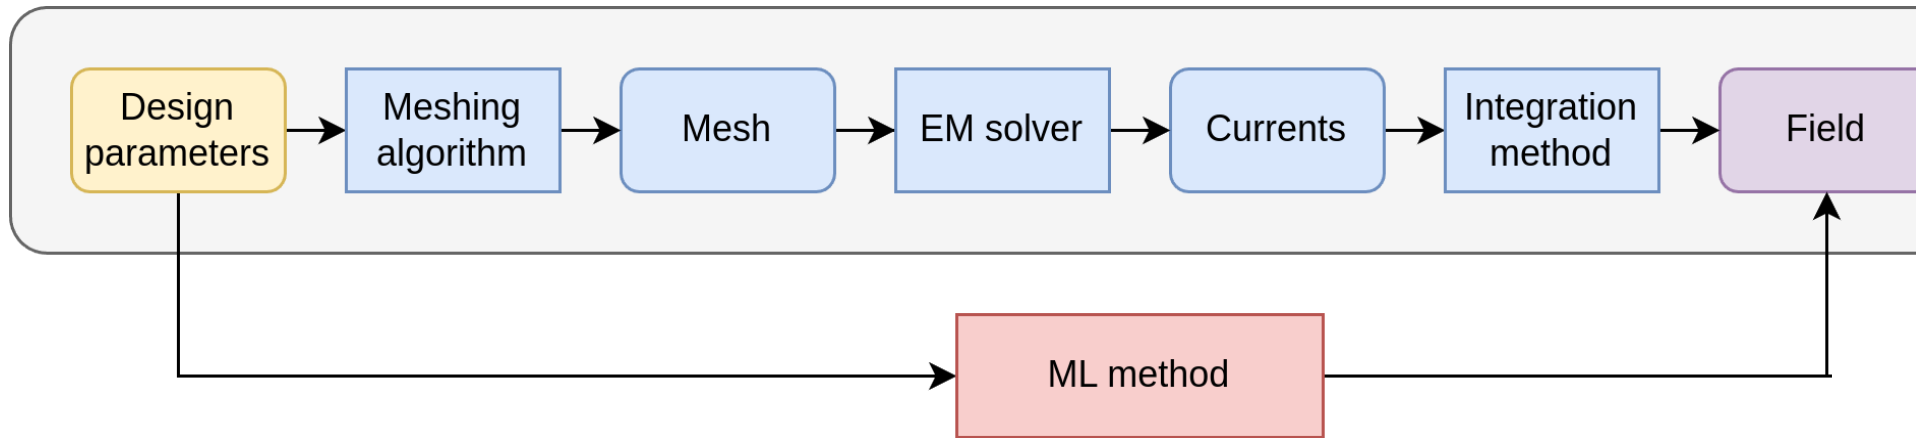 Design
parameters
Meshing
algorithm
Mesh
EM solver
Currents
Integration
method
Field
ML method